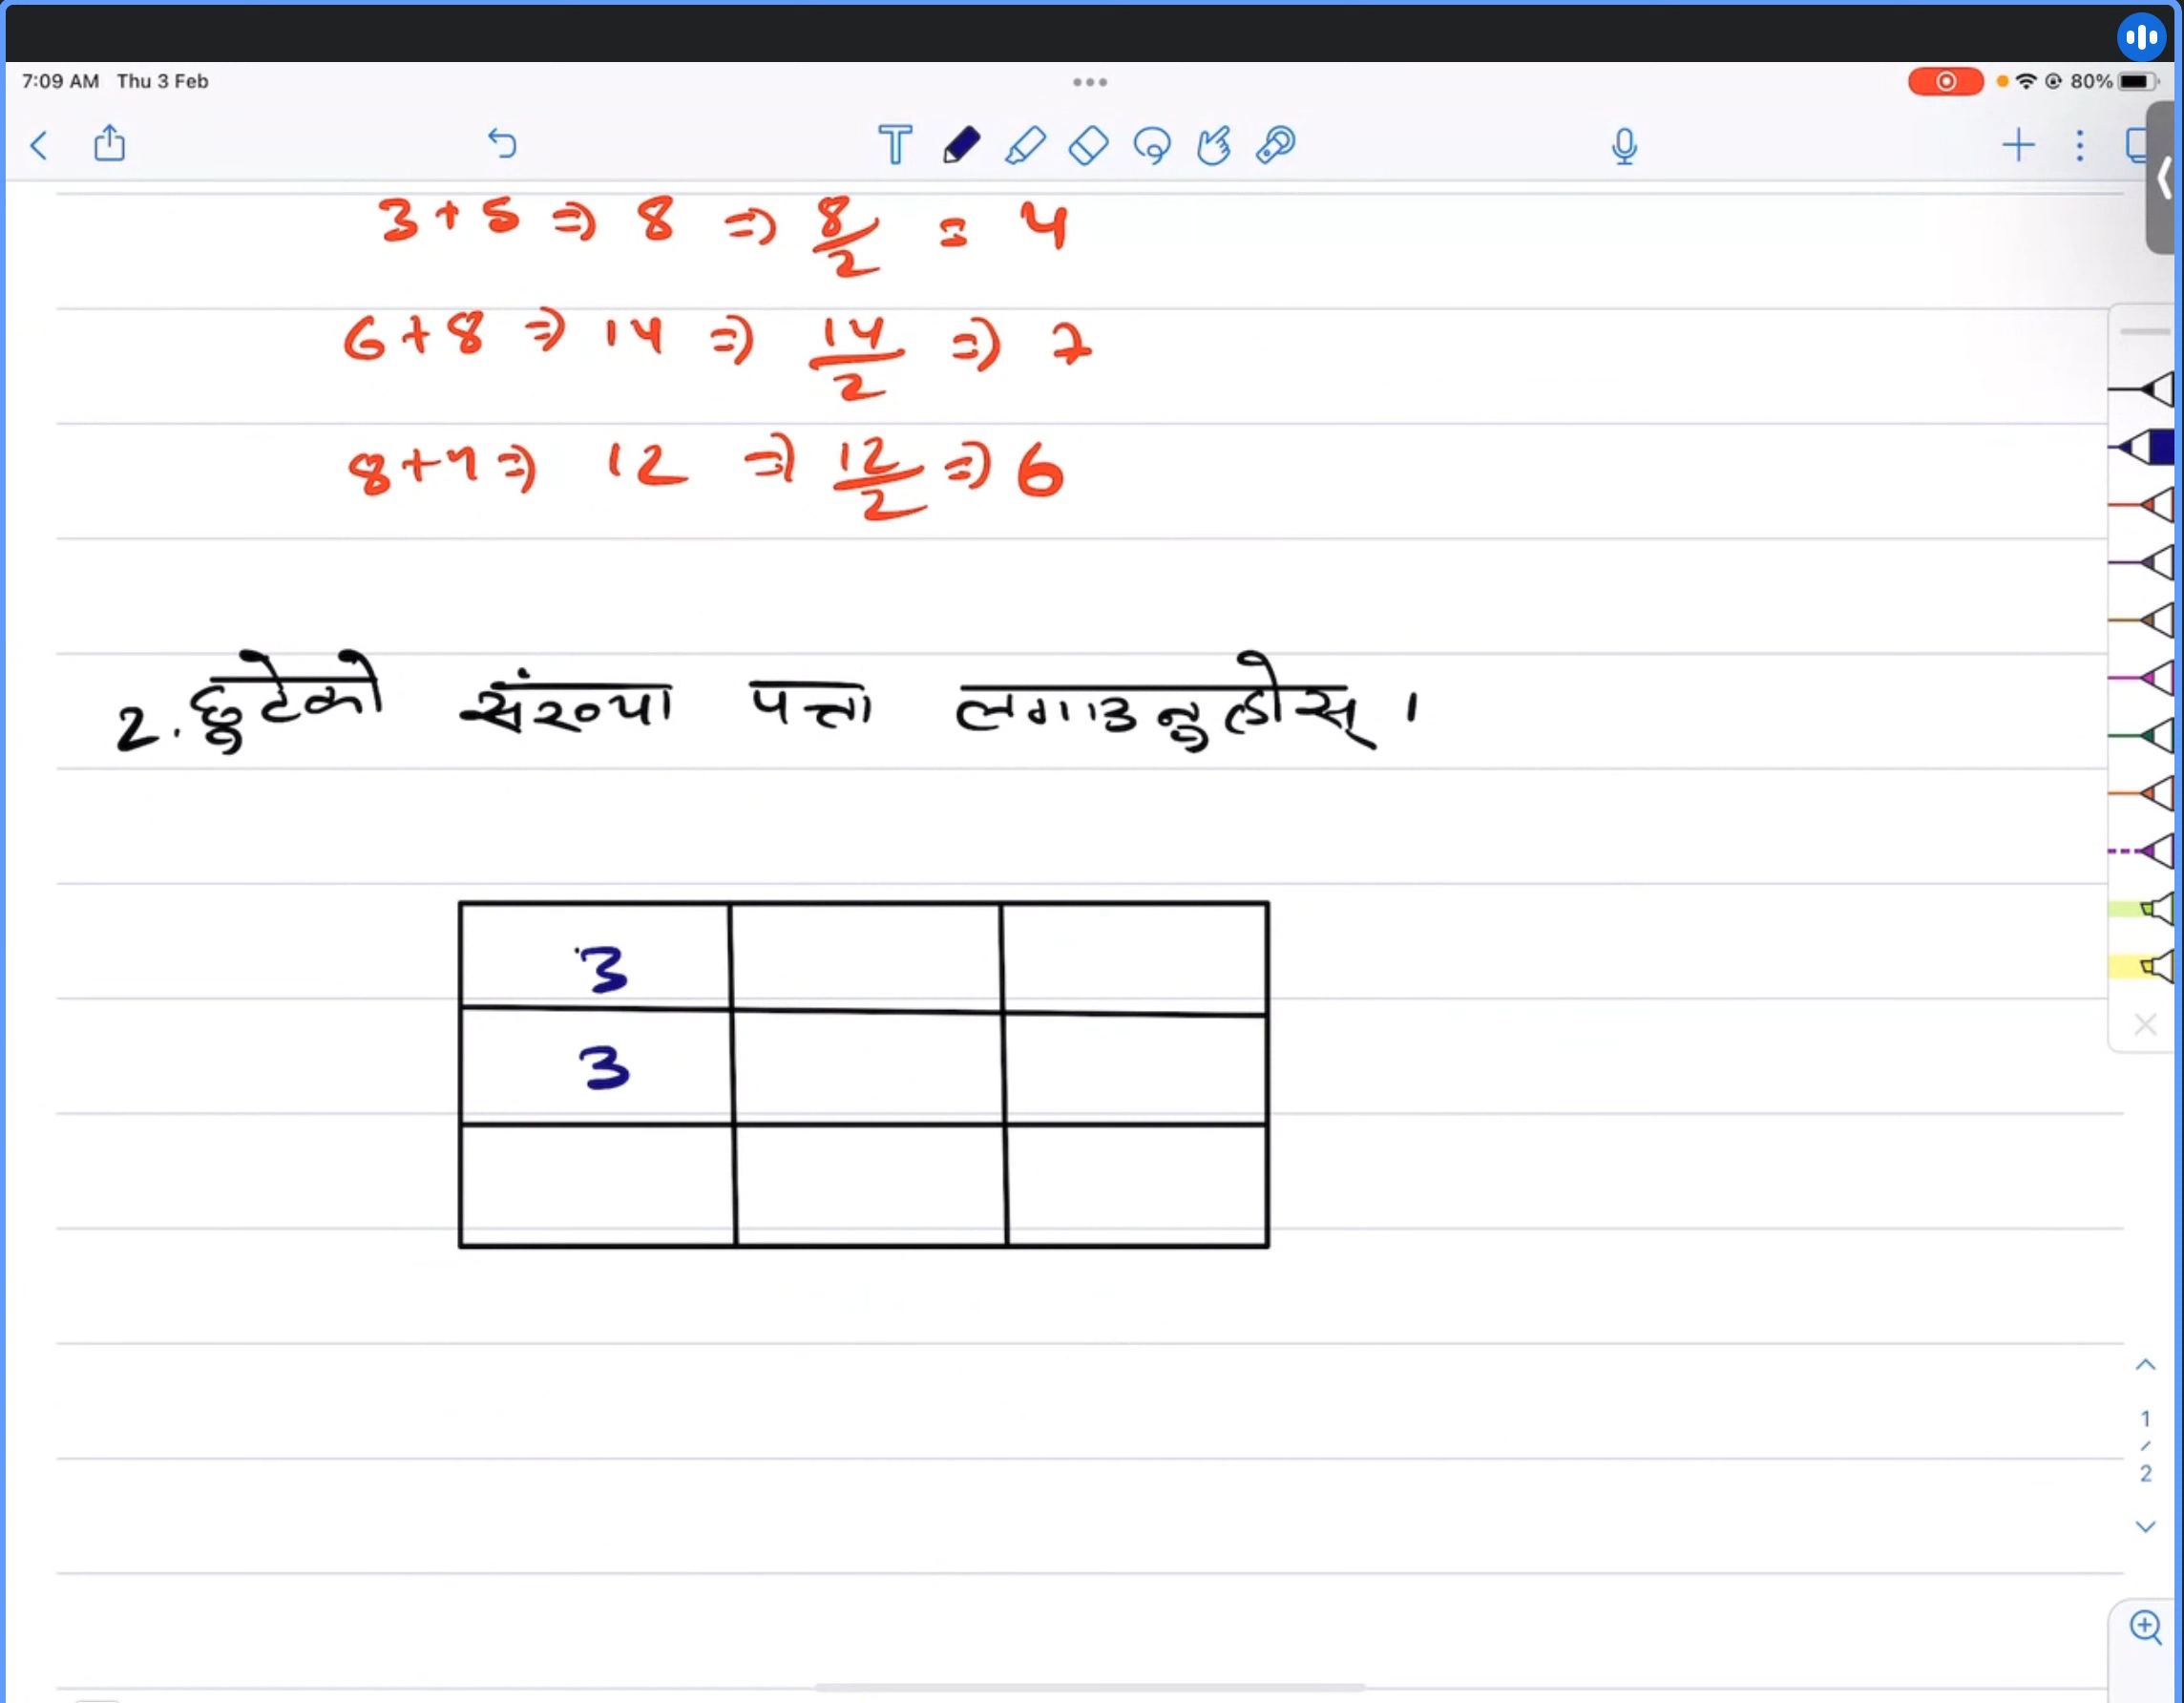 7:09 AM Thu 3 Feb
80%
3 + 5 => 8 => 8/2 = 4
6 + 8 => 14 => 14/2 => 7
8 + 4 => 12 => 12/2 => 6
2. छुटेको संख्या पत्ता लगाउनुहोस् ।
3
3
1
/
2